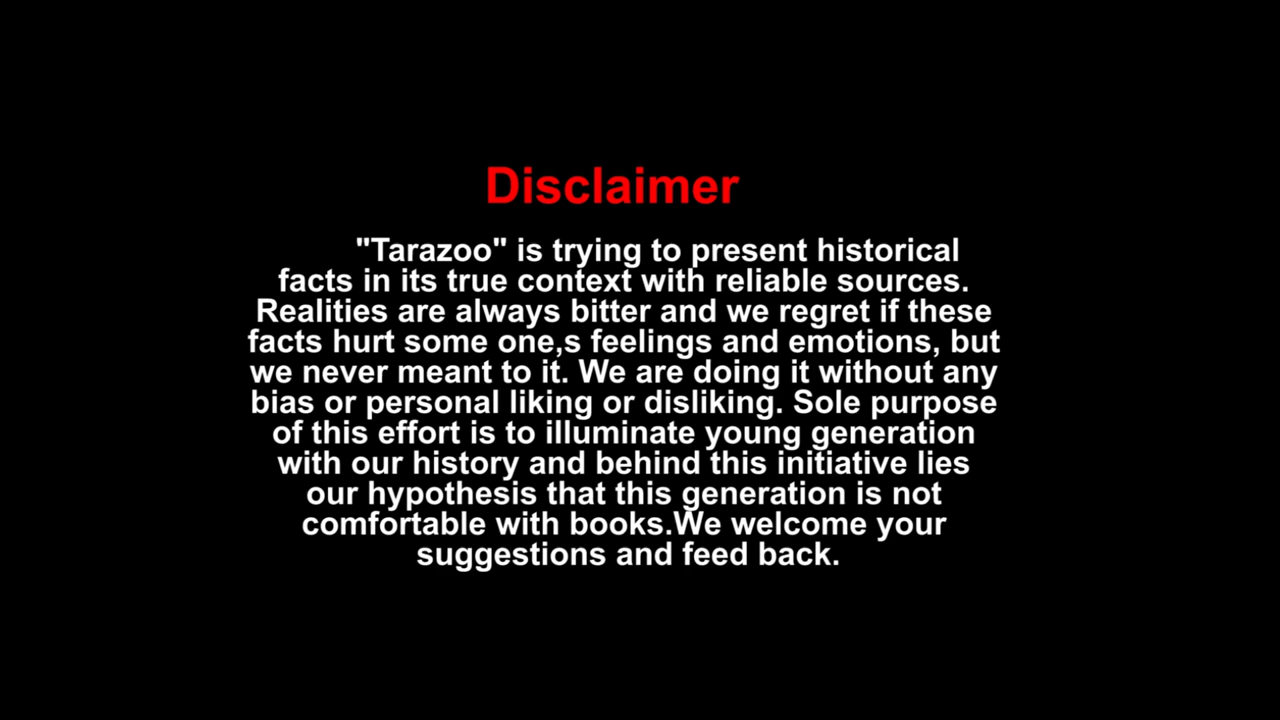 Disclaimer
"Tarazoo" is trying to present historical
facts in its true context with reliable sources.
Realities are always bitter and we regret if these
facts hurt some one,s feelings and emotions, but
we never meant to it. We are doing it without any
bias or personal liking or disliking. Sole purpose
of this effort is to illuminate young generation
with our history and behind this initiative lies
our hypothesis that this generation is not
comfortable with books.We welcome your
suggestions and feed back.